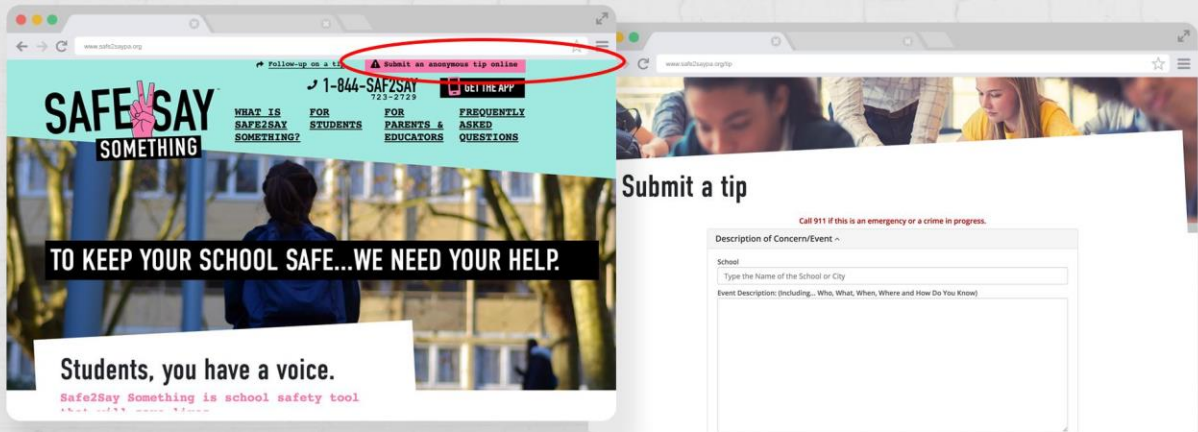 www.safe2saypa.org
Follow-up on a ti
Submit an anonymous tip online
1-844-SAF2SAY
723-2729
GET THE APP
SAFE SAY
SOMETHING
WHAT IS
SAFE2SAY
SOMETHING?
FOR
STUDENTS
FOR
PARENTS &
EDUCATORS
FREQUENTLY
ASKED
QUESTIONS
TO KEEP YOUR SCHOOL SAFE...WE NEED YOUR HELP.
Students, you have a voice.
Safe2Say Something is school safety tool
www.safe2saypa.org/tip
Submit a tip
Call 911 if this is an emergency or a crime in progress.
Description of Concern/Event
School
Type the Name of the School or City
Event Description: (Including... Who, What, When, Where and How Do You Know)